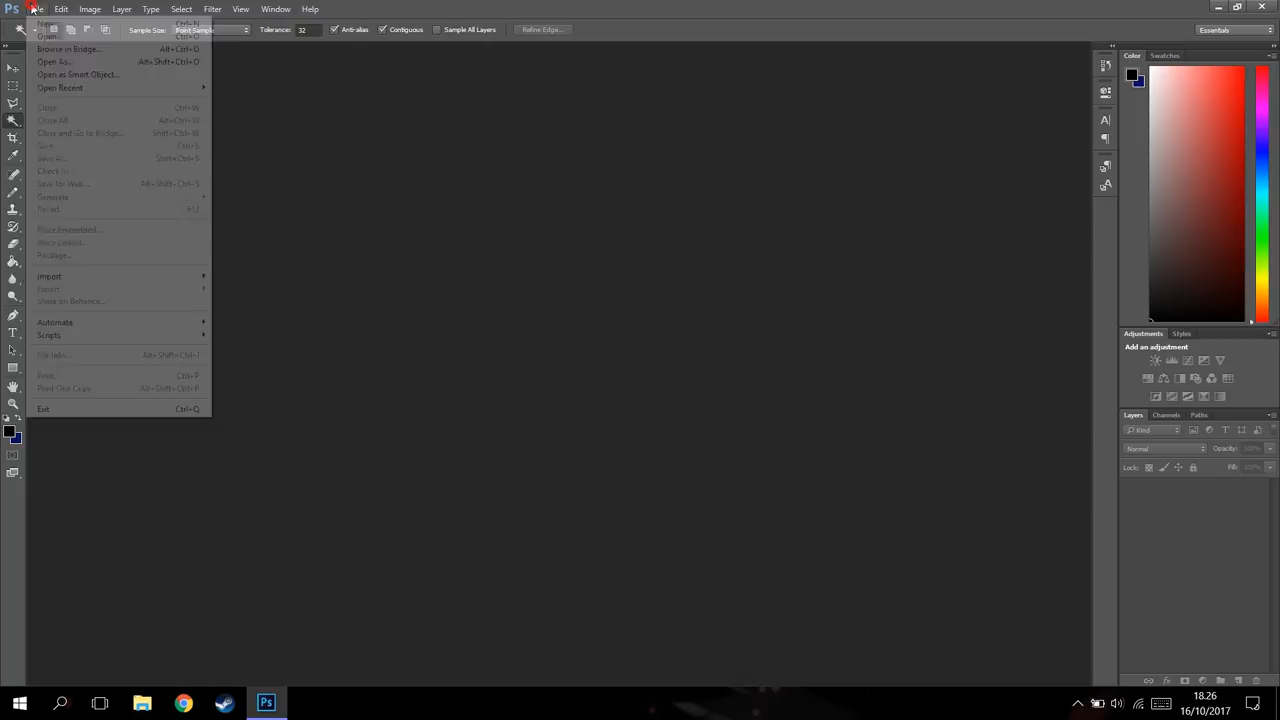 Ps File Edit Image Layer Type Select Filter View Window Help
Sample Size: Point Sample Tolerance: 32 Anti-alias Contiguous Sample All Layers Refine Edge... Essentials
New... Ctrl+N
Open... Ctrl+O
Browse in Bridge... Alt+Ctrl+O
Open As... Alt+Shift+Ctrl+O
Open as Smart Object...
Open Recent
Close Ctrl+W
Close All Alt+Ctrl+W
Close and Go to Bridge... Shift+Ctrl+W
Save Ctrl+S
Save As... Shift+Ctrl+S
Check In...
Save for Web... Alt+Shift+Ctrl+S
Generate
Revert F12
Place Embedded...
Place Linked...
Package...
Import
Export
Share on Behance...
Automate
Scripts
File Info... Alt+Shift+Ctrl+I
Print... Ctrl+P
Print One Copy Alt+Shift+Ctrl+P
Exit Ctrl+Q
Color Swatches
Adjustments Styles
Add an adjustment
Layers Channels Paths
Kind
Normal Opacity: 100%
Lock: Fill: 100%
Ps
18.26
16/10/2017